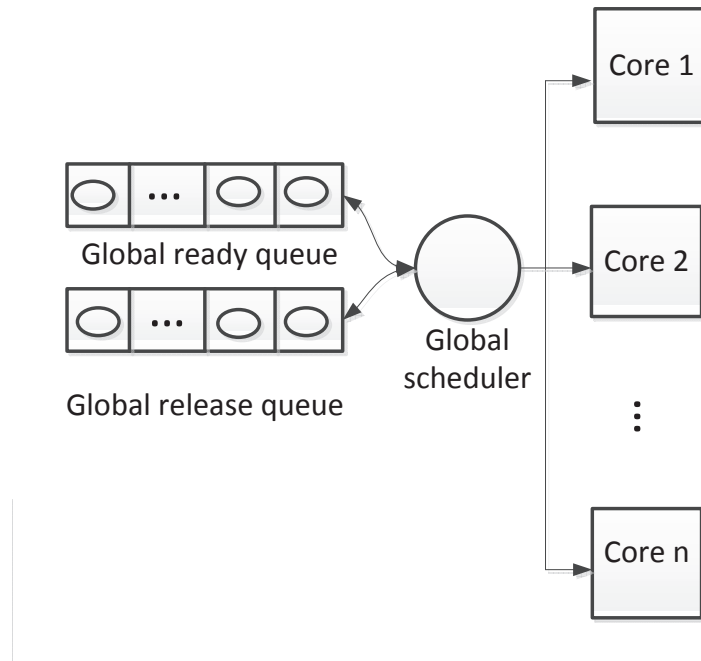 Core 1
...
Global ready queue
Core 2
...
Global
scheduler
Global release queue
...
Core n